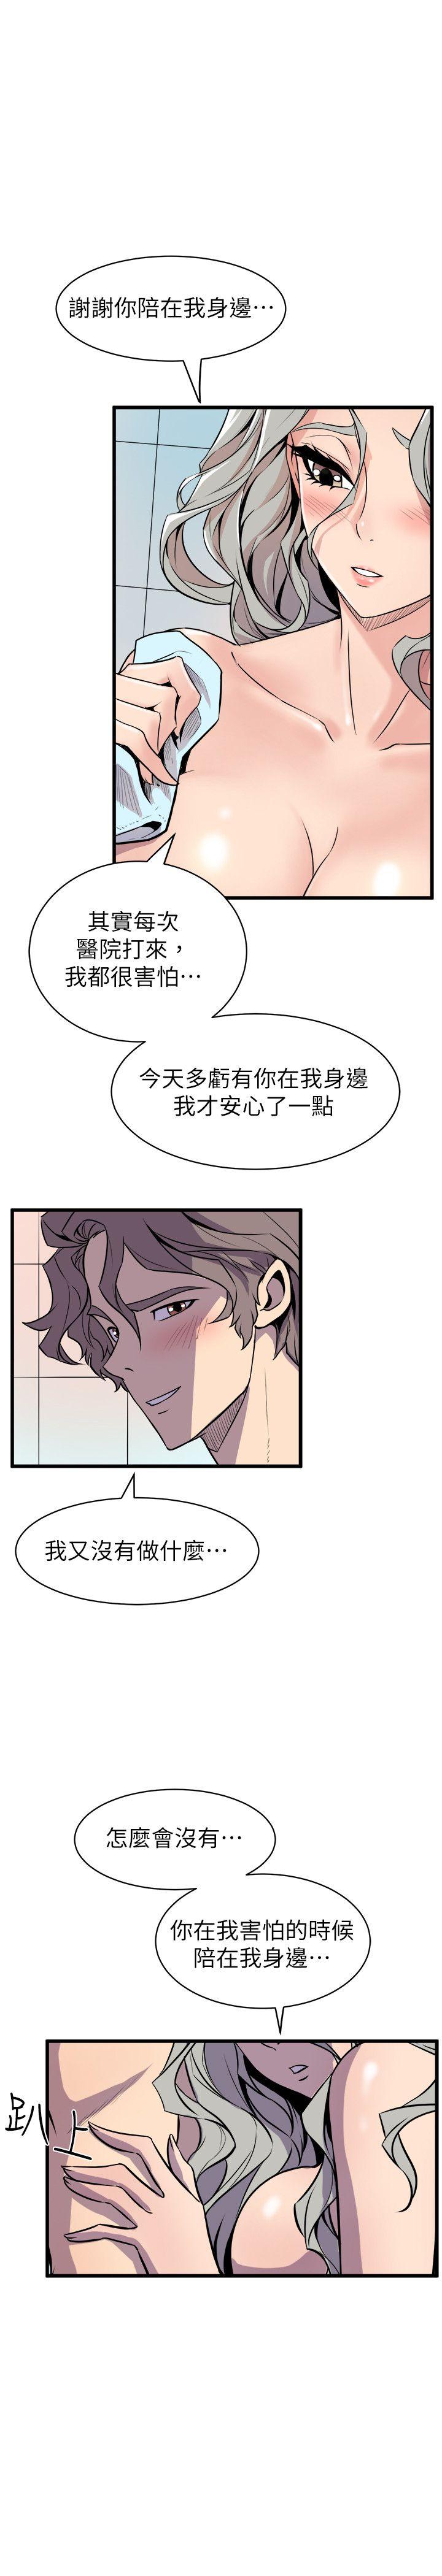 謝謝你陪在我身邊…
其實每次
醫院打來，
我都很害怕…
今天多虧有你在我身邊
我才安心了一點
我又沒有做什麼…
怎麼會沒有…
你在我害怕的時候
陪在我身邊…
趴上